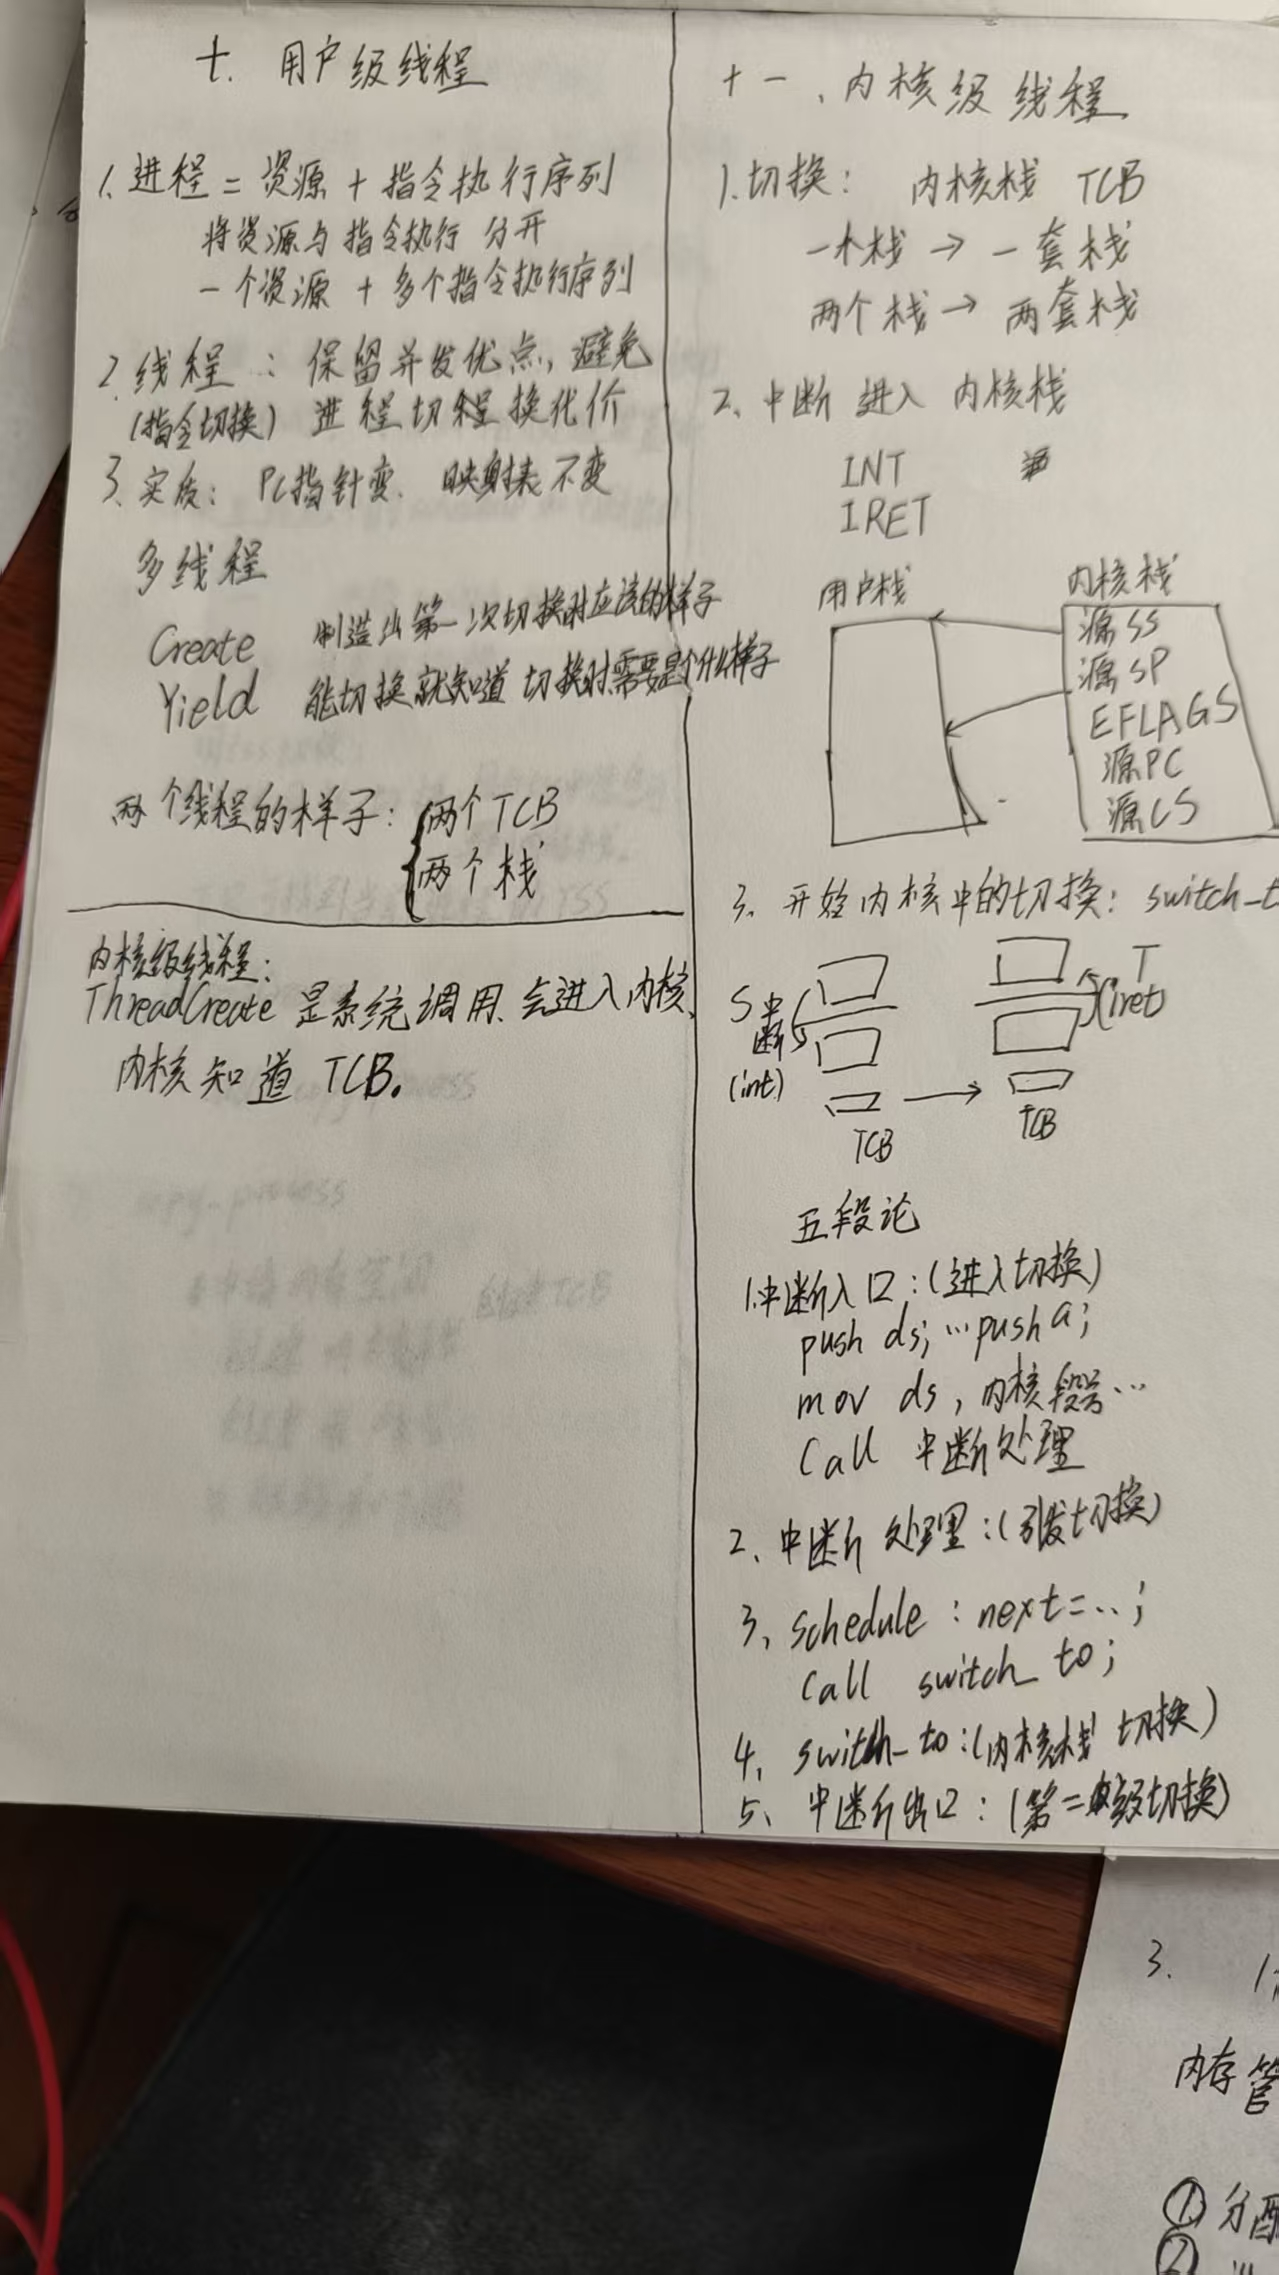 十. 用户级线程
1. 进程 = 资源 + 指令执行序列
将资源与指令执行 分开
一个资源 + 多个指令执行序列
2. 线程 : 保留并发优点, 避免
(指令切换) 进程切程换代价
3. 实质: PC指针变. 映射表不变
多线程
Create 制造出第一次切换时应该的样子
Yield 能切换就知道 切换时需要是个什么样子
两个线程的样子: { 两个TCB
两个栈
内核级线程:
ThreadCreate 是系统调用、会进入内核,
内核知道 TCB.
十一、内核级线程
1. 切换: 内核栈 TCB
一个栈 → 一套栈
两个栈 → 两套栈
2、中断 进入 内核栈
INT
IRET
用户栈 内核栈
源SS
源SP
EFLAGS
源PC
源CS
3. 开始内核中的切换: switch_t
S 中断 (int) T (iret)
TCB → TCB
五段论
1.中断入口:(进入切换)
push ds; ... pusha;
mov ds, 内核段号...
Call 中断处理
2、中断处理:(引发切换)
3、schedule : next=..;
Call switch_to;
4、switch_to:(内核栈切换)
5、中断出口:(第二级切换)
3.
内存管
① 分配
②